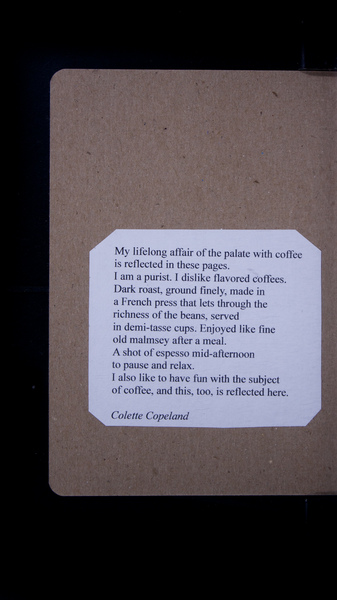 My lifelong affair of the palate with coffee
is reflected in these pages.
I am a purist. I dislike flavored coffees.
Dark roast, ground finely, made in
a French press that lets through the
richness of the beans, served
in demi-tasse cups. Enjoyed like fine
old malmsey after a meal.
A shot of espesso mid-afternoon
to pause and relax.
I also like to have fun with the subject
of coffee, and this, too, is reflected here.
Colette Copeland